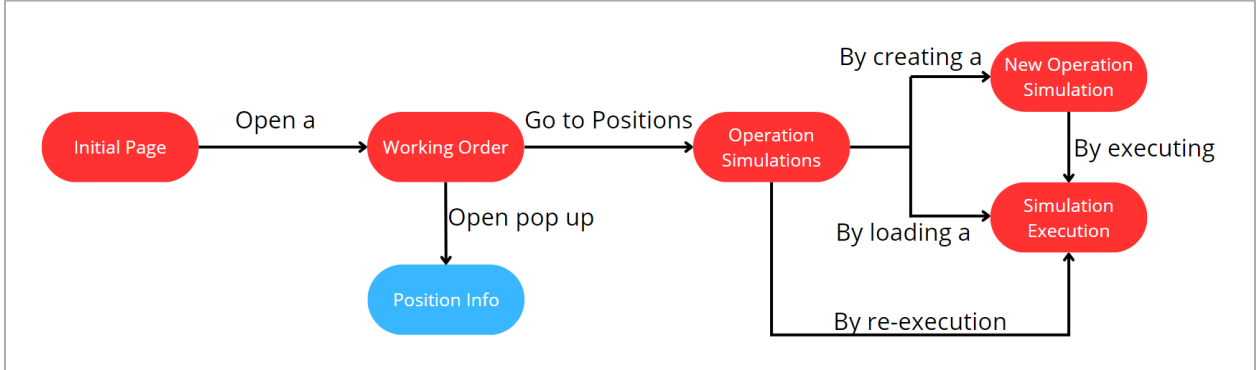 By creating a
New Operation
Simulation
Open a
Go to Positions
Initial Page
Working Order
Operation
Simulations
By executing
Open pop up
Simulation
Execution
By loading a
Position Info
By re-execution